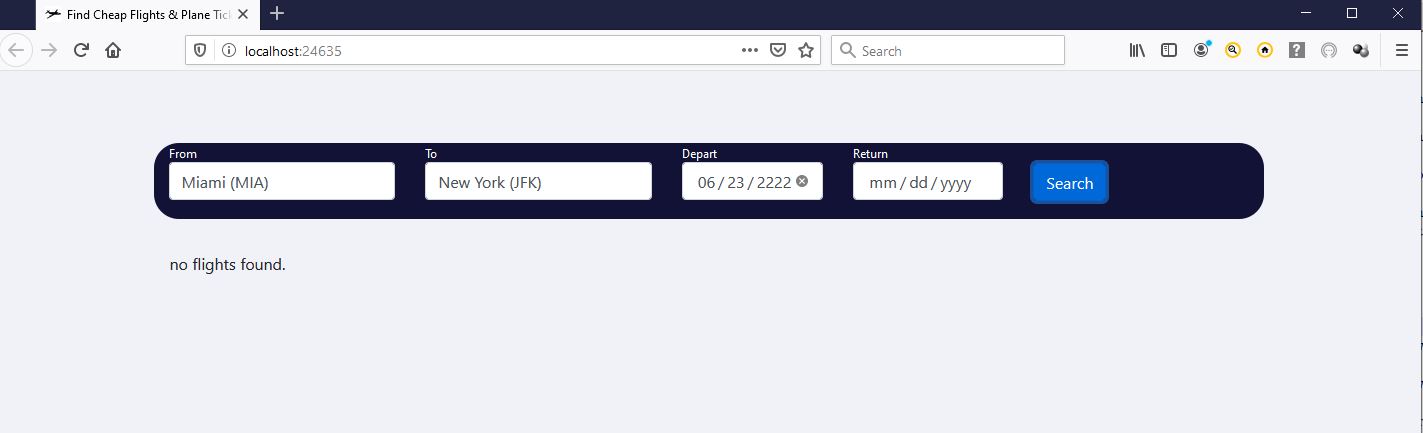 Find Cheap Flights & Plane Tick
localhost:24635
Search
From
To
Depart
Return
Miami (MIA)
New York (JFK)
06 / 23 / 2222
mm / dd / yyyy
Search
no flights found.